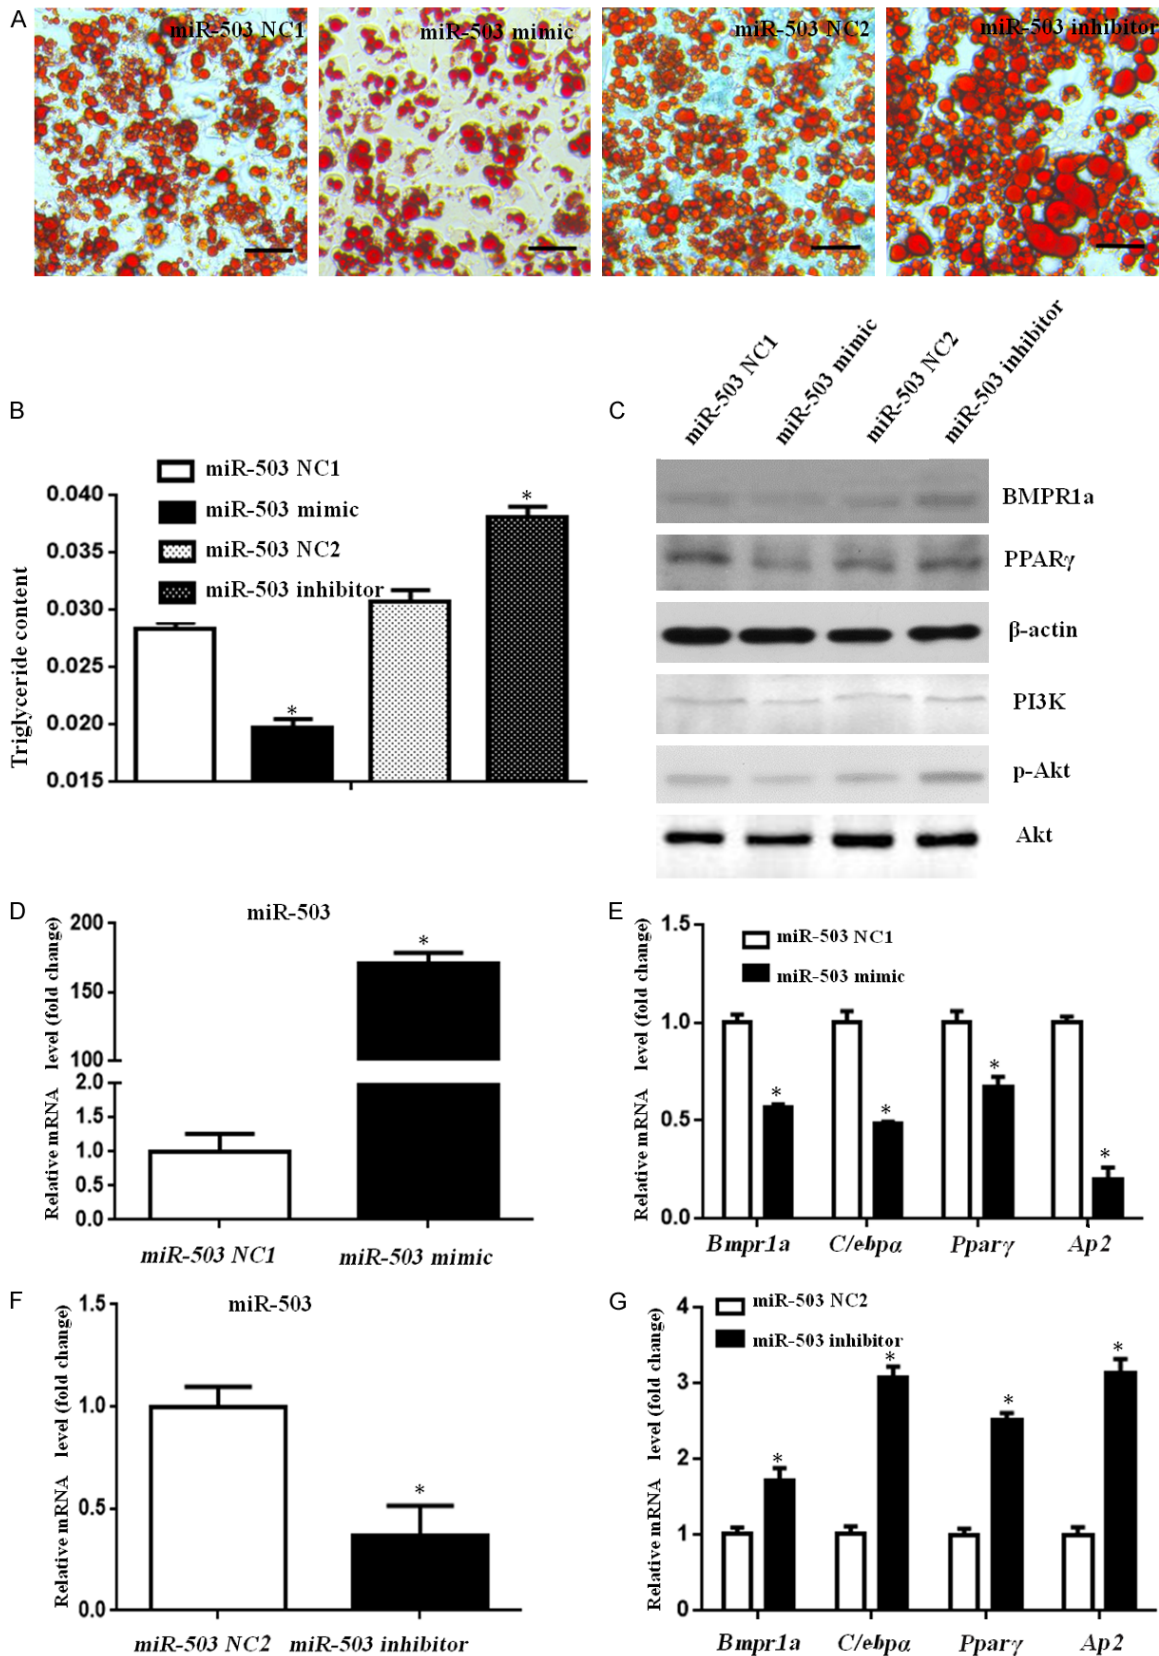 A
miR-503 NC1
miR-503 mimic
miR-503 NC2
miR-503 inhibitor
B
miR-503 NC1
miR-503 mimic
miR-503 NC2
miR-503 inhibitor
Triglyceride content
0.040
0.035
0.030
0.025
0.020
0.015
*
*
C
miR-503 NC1
miR-503 mimic
miR-503 NC2
miR-503 inhibitor
BMPR1a
PPARγ
β-actin
PI3K
p-Akt
Akt
D
miR-503
Relative mRNA level (fold change)
200
150
100
2.0
1.0
0.5
0.0
*
miR-503 NC1
miR-503 mimic
E
miR-503 NC1
miR-503 mimic
Relative mRNA level (fold change)
1.5
1.0
0.5
0.0
*
*
*
*
Bmpr1a
C/ebpα
Pparγ
Ap2
F
miR-503
Relative mRNA level (fold change)
1.5
1.0
0.5
0.0
*
miR-503 NC2
miR-503 inhibitor
G
miR-503 NC2
miR-503 inhibitor
Relative mRNA level (fold change)
4
3
2
1
0
*
*
*
*
Bmpr1a
C/ebpα
Pparγ
Ap2